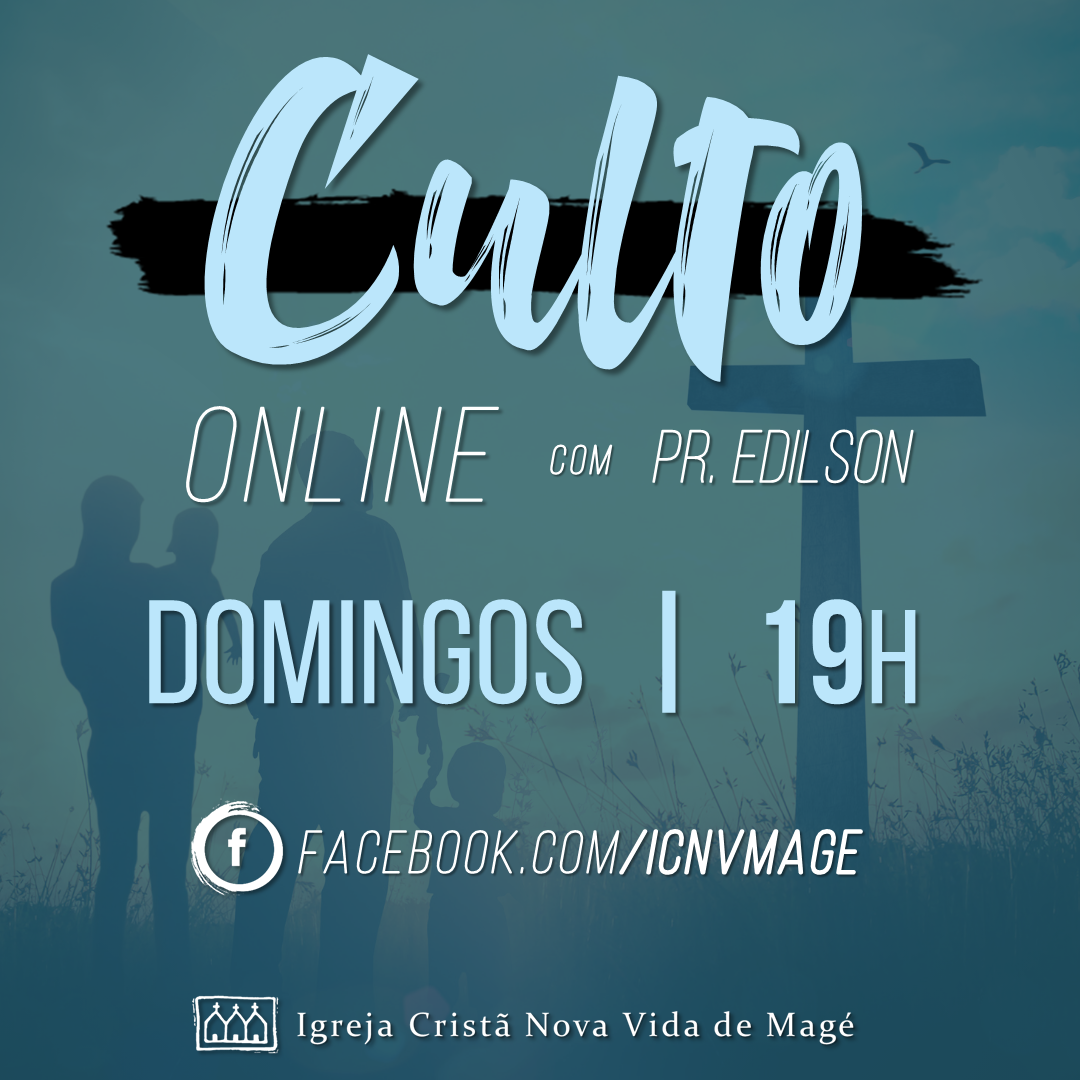 Culto
ONLINE COM PR. EDILSON
DOMINGOS | 19H
f FACEBOOK.COM/ICNVMAGE
Igreja Cristã Nova Vida de Magé